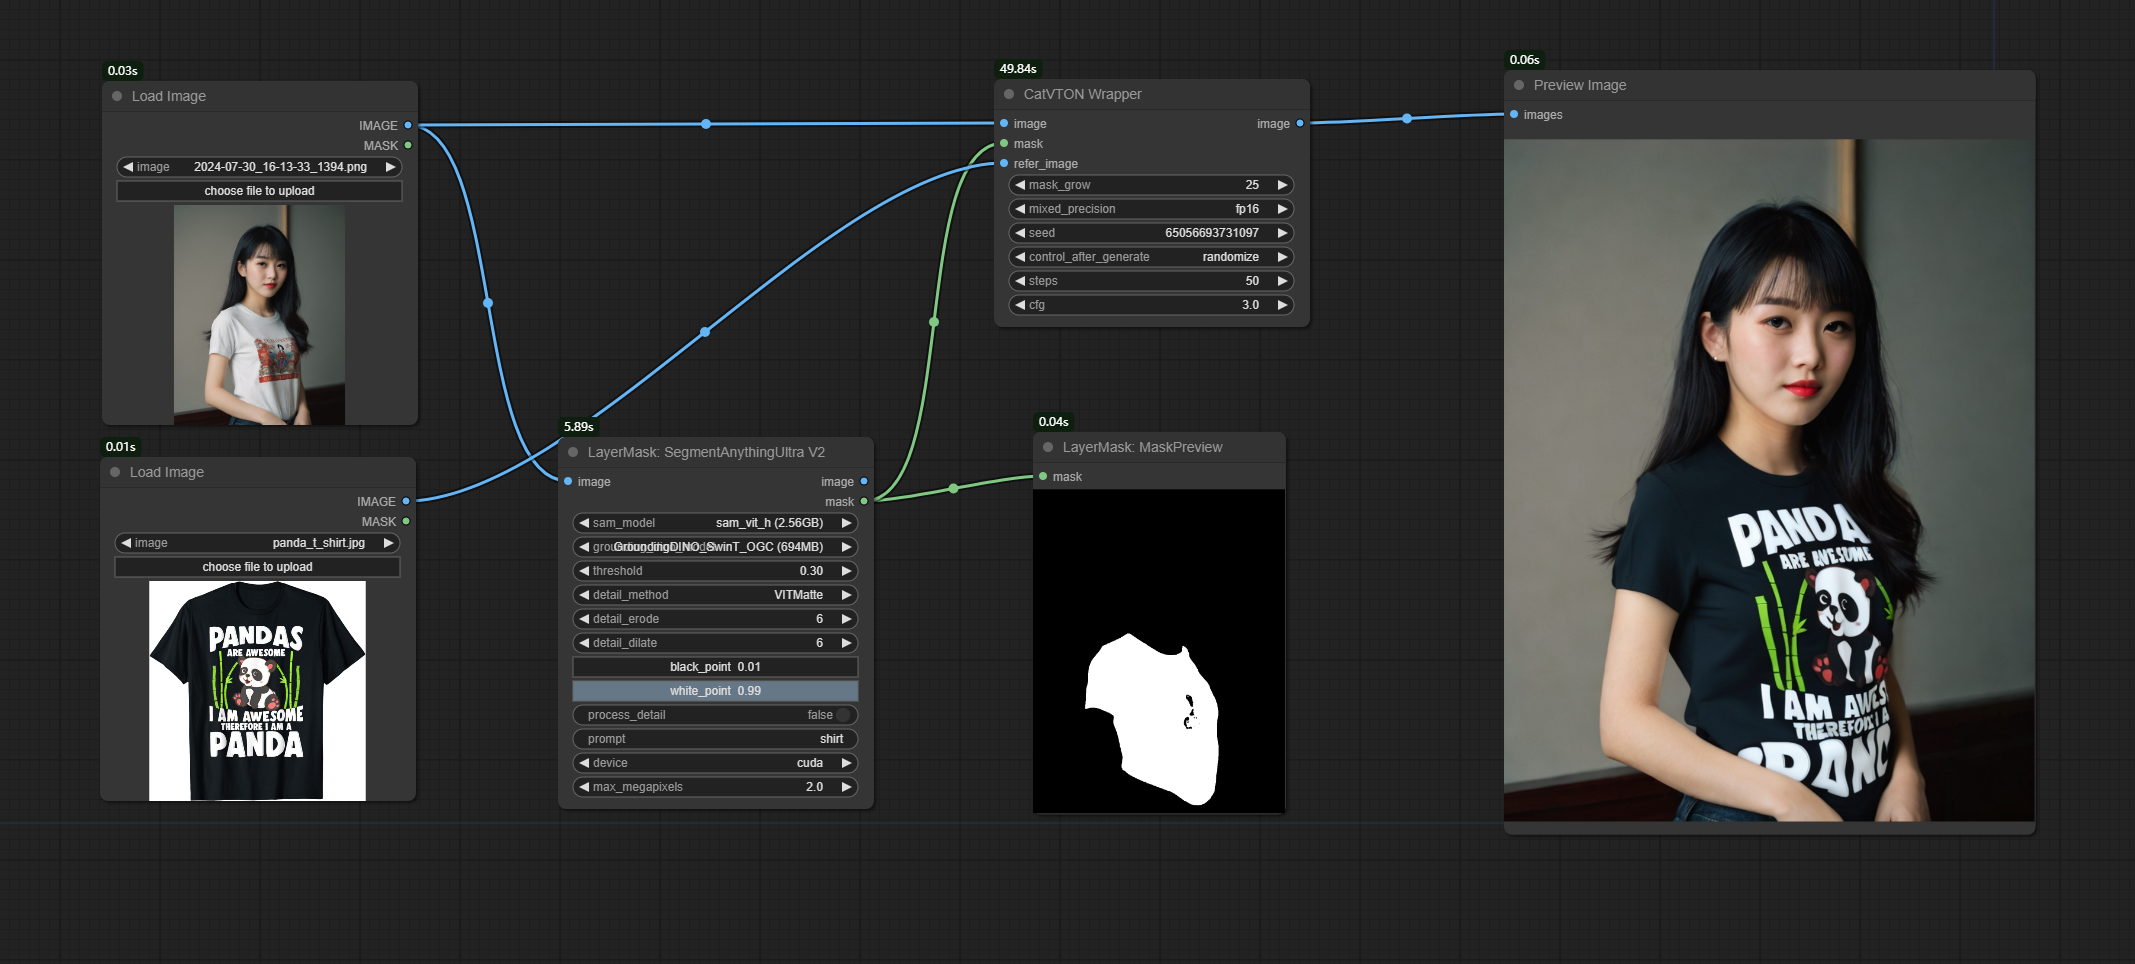 0.03s
Load Image
IMAGE
MASK
image 2024-07-30_16-13-33_1394.png
choose file to upload
0.01s
Load Image
IMAGE
MASK
image panda_t_shirt.jpg
choose file to upload
PANDAS
ARE AWESOME
I AM AWESOME
THEREFORE I AM A
PANDA
5.89s
LayerMask: SegmentAnythingUltra V2
image image
mask
sam_model sam_vit_h (2.56GB)
GroundingDINO_SwinT_OGC (694MB)
threshold 0.30
detail_method VITMatte
detail_erode 6
detail_dilate 6
black_point 0.01
white_point 0.99
process_detail false
prompt shirt
device cuda
max_megapixels 2.0
49.84s
CatVTON Wrapper
image image
mask
refer_image
mask_grow 25
mixed_precision fp16
seed 65056693731097
control_after_generate randomize
steps 50
cfg 3.0
0.04s
LayerMask: MaskPreview
mask
0.06s
Preview Image
images
PANDA
ARE AWESOME
I AM AWES
THEREFORE I A